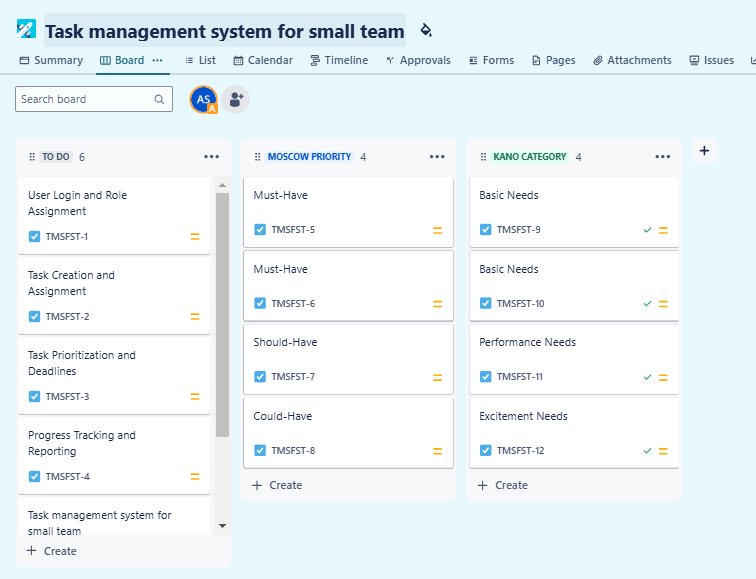 Task management system for small team
Summary Board List Calendar Timeline Approvals Forms Pages Attachments Issues
Search board
AS
A
TO DO 6
User Login and Role
Assignment
TMSFST-1
Task Creation and
Assignment
TMSFST-2
Task Prioritization and
Deadlines
TMSFST-3
Progress Tracking and
Reporting
TMSFST-4
Task management system for
small team
+ Create
MOSCOW PRIORITY 4
Must-Have
TMSFST-5
Must-Have
TMSFST-6
Should-Have
TMSFST-7
Could-Have
TMSFST-8
+ Create
KANO CATEGORY 4
Basic Needs
TMSFST-9
Basic Needs
TMSFST-10
Performance Needs
TMSFST-11
Excitement Needs
TMSFST-12
+ Create